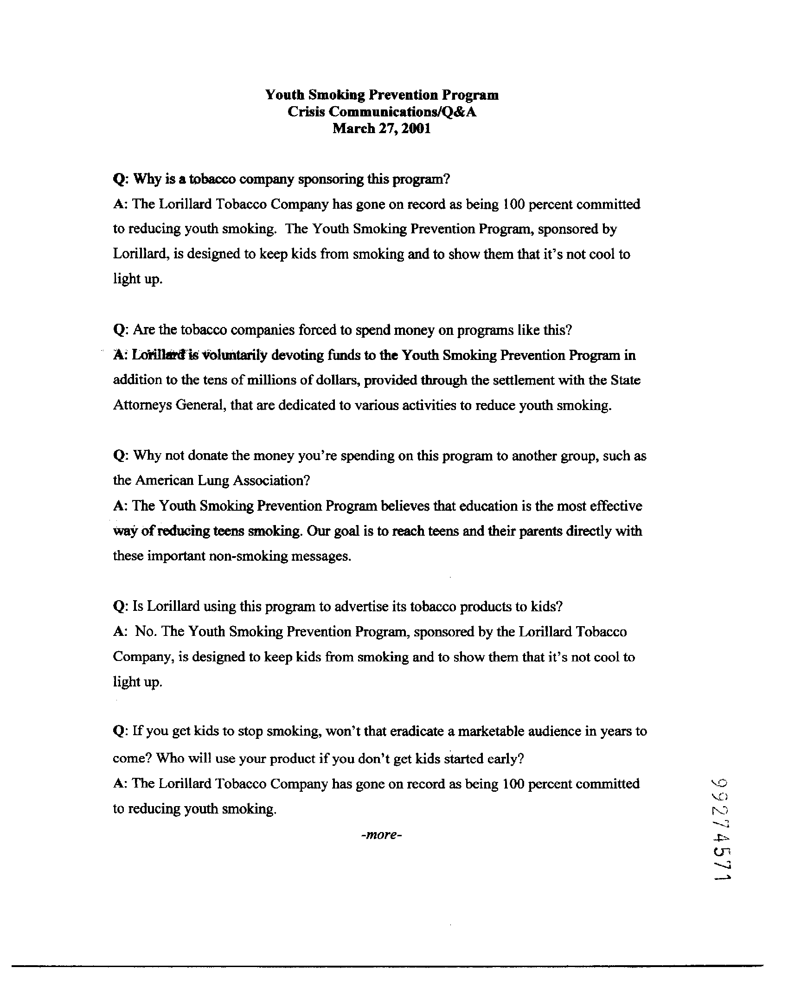 Youth Smoking Prevention Program
Crisis Communications/Q&A
March 27, 2001
Q: Why is a tobacco company sponsoring this program?
A: The Lorillard Tobacco Company has gone on record as being 100 percent committed
to reducing youth smoking.  The Youth Smoking Prevention Program, sponsored by
Lorillard, is designed to keep kids from smoking and to show them that it's not cool to
light up.
Q: Are the tobacco companies forced to spend money on programs like this?
A: Lorillard is voluntarily devoting funds to the Youth Smoking Prevention Program in
addition to the tens of millions of dollars, provided through the settlement with the State
Attorneys General, that are dedicated to various activities to reduce youth smoking.
Q: Why not donate the money you're spending on this program to another group, such as
the American Lung Association?
A: The Youth Smoking Prevention Program believes that education is the most effective
way of reducing teens smoking. Our goal is to reach teens and their parents directly with
these important non-smoking messages.
Q: Is Lorillard using this program to advertise its tobacco products to kids?
A:  No. The Youth Smoking Prevention Program, sponsored by the Lorillard Tobacco
Company, is designed to keep kids from smoking and to show them that it's not cool to
light up.
Q: If you get kids to stop smoking, won't that eradicate a marketable audience in years to
come? Who will use your product if you don't get kids started early?
A: The Lorillard Tobacco Company has gone on record as being 100 percent committed
to reducing youth smoking.
-more-
99274571